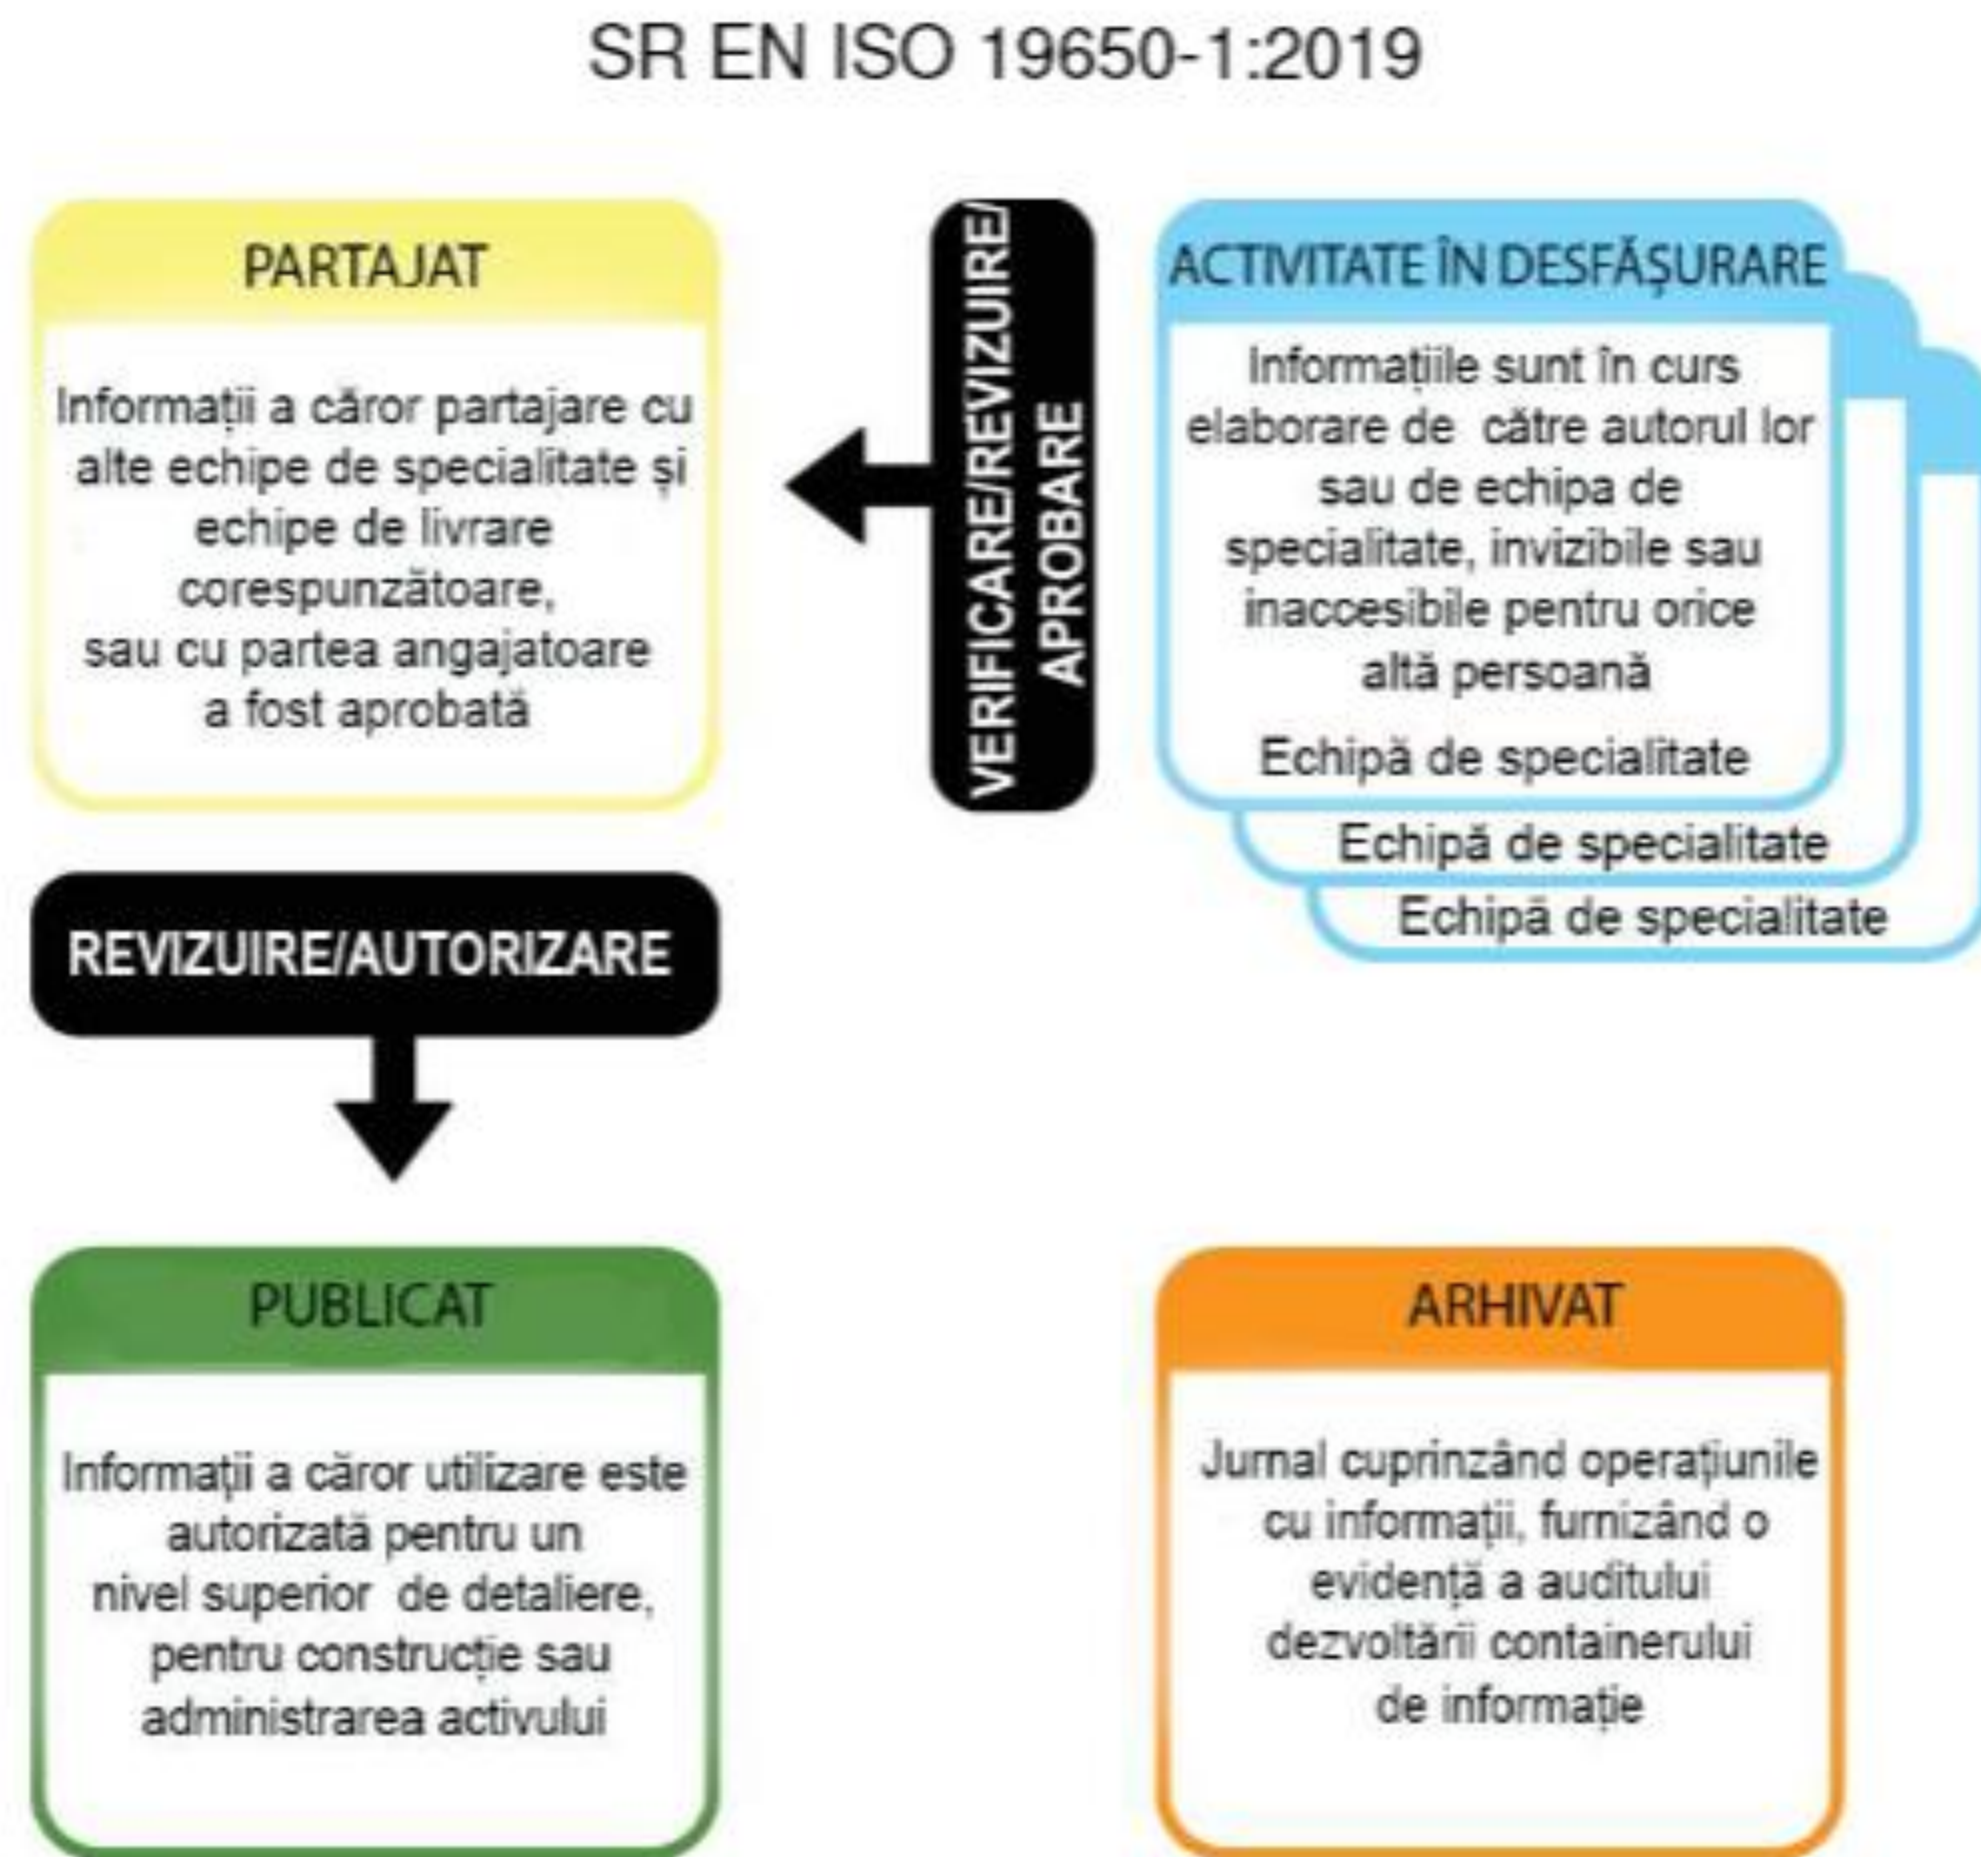 SR EN ISO 19650-1:2019
PARTAJAT
Informații a căror partajare cu
alte echipe de specialitate și
echipe de livrare
corespunzătoare,
sau cu partea angajatoare
a fost aprobată
VERIFICARE/REVIZUIRE/
APROBARE
ACTIVITATE ÎN DESFĂȘURARE
Informațiile sunt în curs
elaborare de către autorul lor
sau de echipa de
specialitate, invizibile sau
inaccesibile pentru orice
altă persoană
Echipă de specialitate
Echipă de specialitate
Echipă de specialitate
REVIZUIRE/AUTORIZARE
PUBLICAT
Informații a căror utilizare este
autorizată pentru un
nivel superior de detaliere,
pentru construcție sau
administrarea activului
ARHIVAT
Jurnal cuprinzând operațiunile
cu informații, furnizând o
evidență a auditului
dezvoltării containerului
de informație